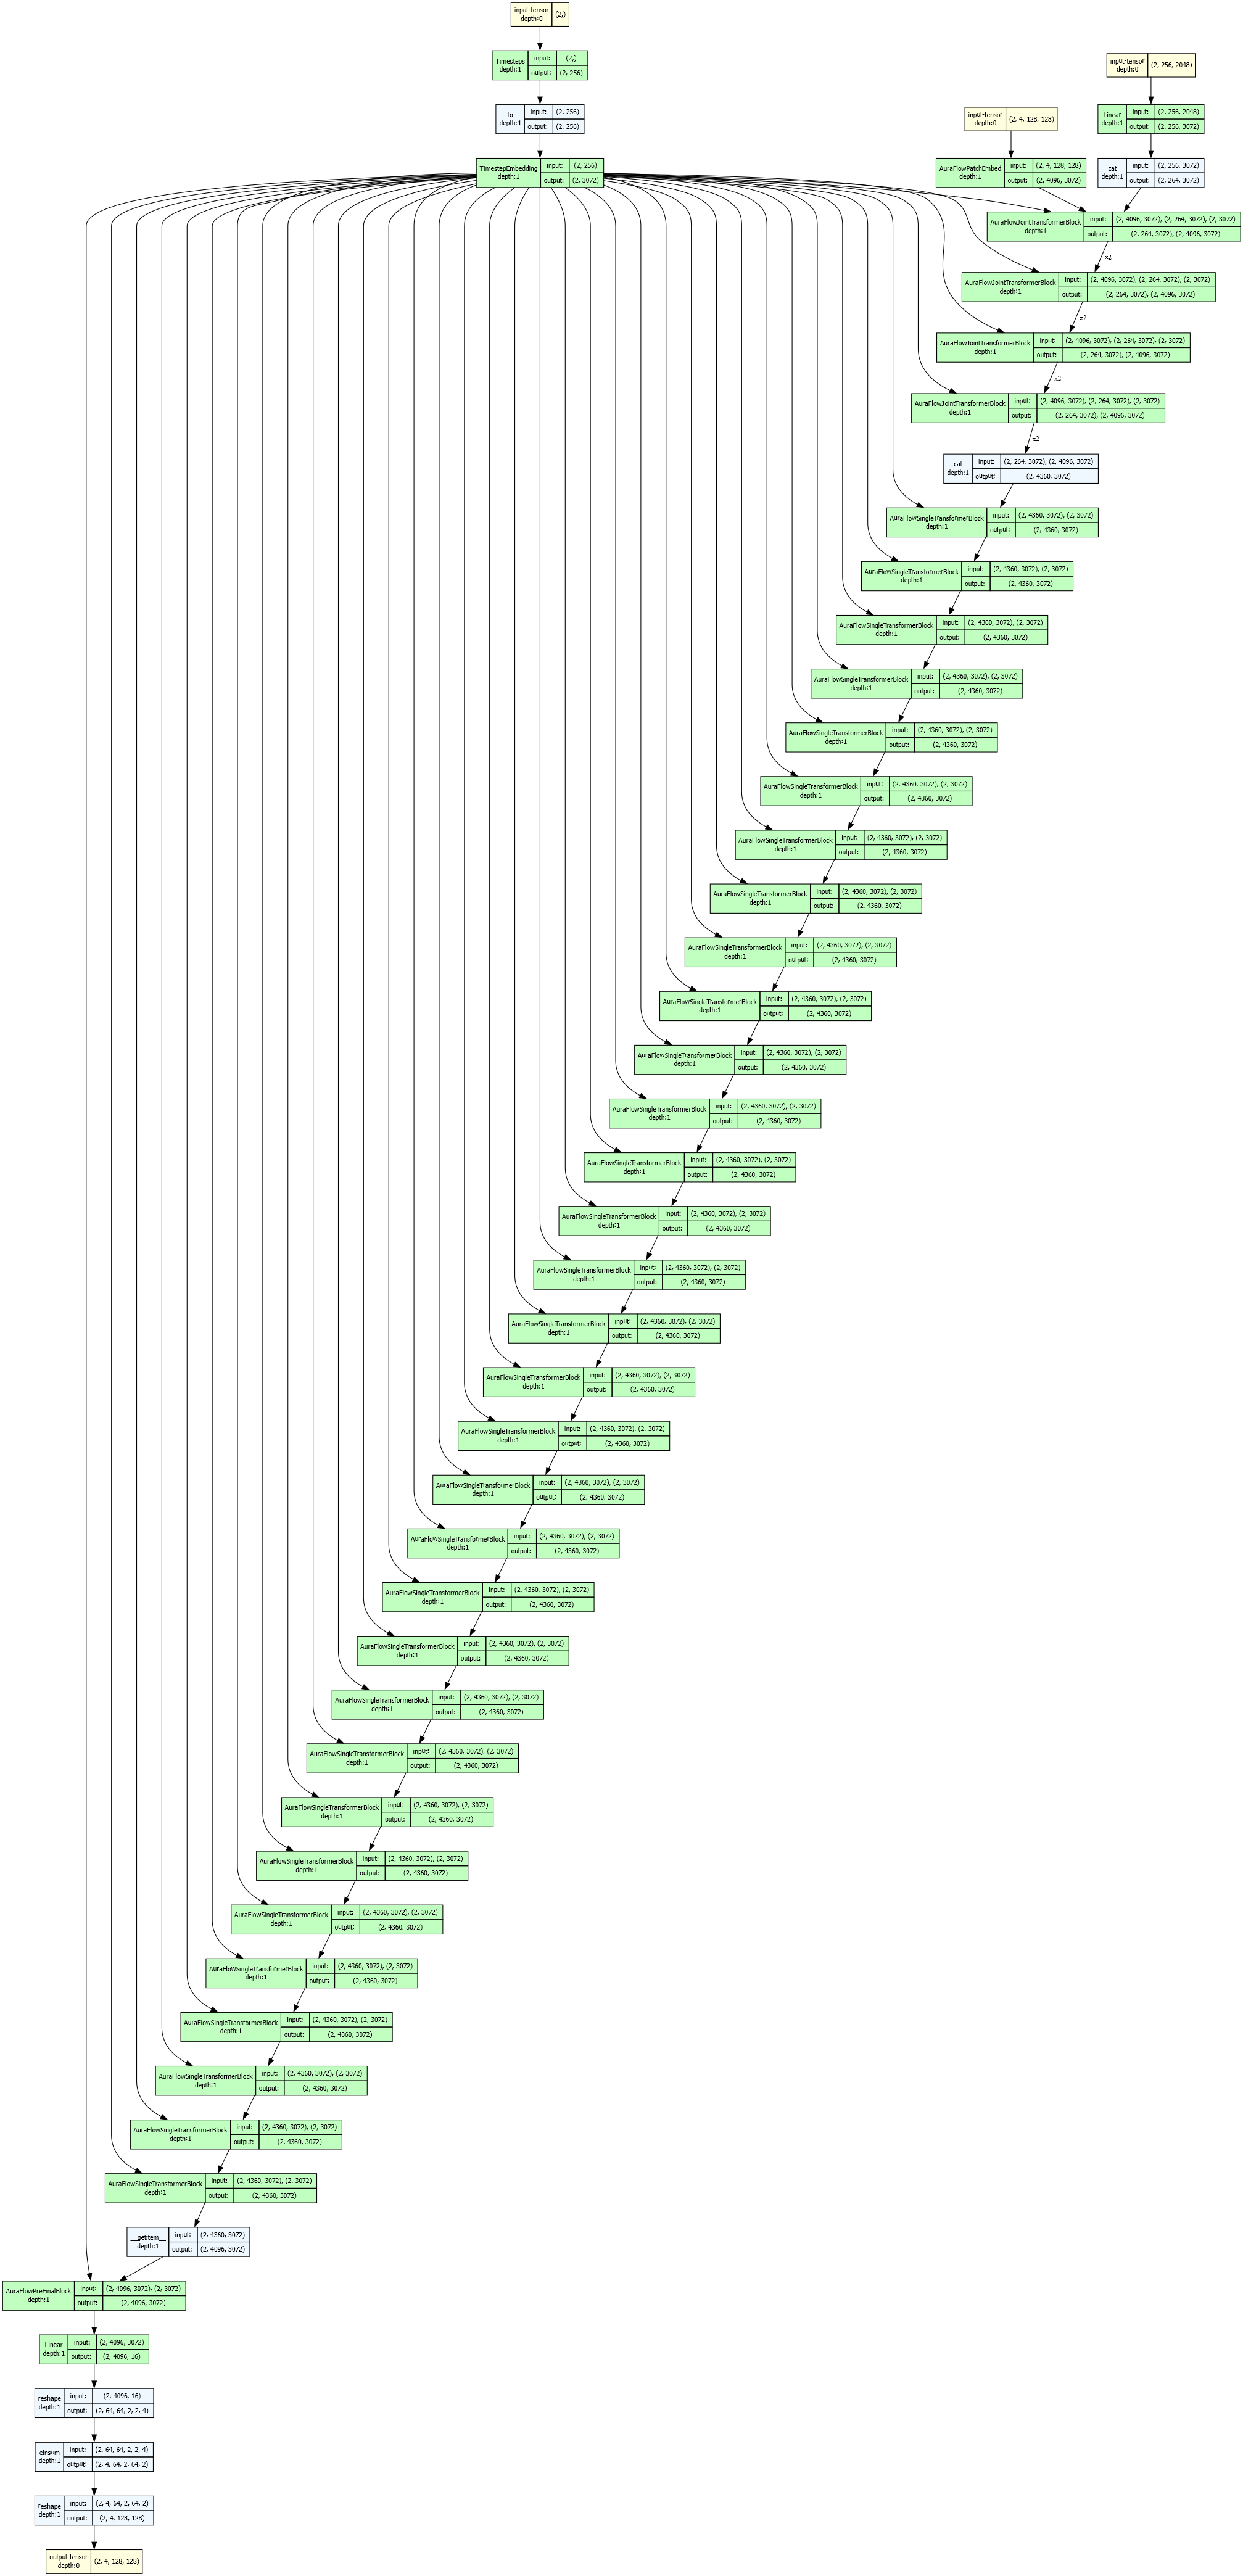 input-tensor
depth:0
(2,)
Timesteps
depth:1
input: (2,)
output: (2, 256)
input-tensor
depth:0
(2, 256, 2048)
to
depth:1
input: (2, 256)
output: (2, 256)
input-tensor
depth:0
(2, 4, 128, 128)
Linear
depth:1
input: (2, 256, 2048)
output: (2, 256, 3072)
TimestepEmbedding
depth:1
input: (2, 256)
output: (2, 3072)
AuraFlowPatchEmbed
depth:1
input: (2, 4, 128, 128)
output: (2, 4096, 3072)
cat
depth:1
input: (2, 256, 3072)
output: (2, 264, 3072)
AuraFlowJointTransformerBlock
depth:1
input: (2, 4096, 3072), (2, 264, 3072), (2, 3072)
output: (2, 264, 3072), (2, 4096, 3072)
x2
AuraFlowJointTransformerBlock
depth:1
input: (2, 4096, 3072), (2, 264, 3072), (2, 3072)
output: (2, 264, 3072), (2, 4096, 3072)
x2
AuraFlowJointTransformerBlock
depth:1
input: (2, 4096, 3072), (2, 264, 3072), (2, 3072)
output: (2, 264, 3072), (2, 4096, 3072)
x2
AuraFlowJointTransformerBlock
depth:1
input: (2, 4096, 3072), (2, 264, 3072), (2, 3072)
output: (2, 264, 3072), (2, 4096, 3072)
x2
cat
depth:1
input: (2, 264, 3072), (2, 4096, 3072)
output: (2, 4360, 3072)
AuraFlowSingleTransformerBlock
depth:1
input: (2, 4360, 3072), (2, 3072)
output: (2, 4360, 3072)
AuraFlowSingleTransformerBlock
depth:1
input: (2, 4360, 3072), (2, 3072)
output: (2, 4360, 3072)
AuraFlowSingleTransformerBlock
depth:1
input: (2, 4360, 3072), (2, 3072)
output: (2, 4360, 3072)
AuraFlowSingleTransformerBlock
depth:1
input: (2, 4360, 3072), (2, 3072)
output: (2, 4360, 3072)
AuraFlowSingleTransformerBlock
depth:1
input: (2, 4360, 3072), (2, 3072)
output: (2, 4360, 3072)
AuraFlowSingleTransformerBlock
depth:1
input: (2, 4360, 3072), (2, 3072)
output: (2, 4360, 3072)
AuraFlowSingleTransformerBlock
depth:1
input: (2, 4360, 3072), (2, 3072)
output: (2, 4360, 3072)
AuraFlowSingleTransformerBlock
depth:1
input: (2, 4360, 3072), (2, 3072)
output: (2, 4360, 3072)
AuraFlowSingleTransformerBlock
depth:1
input: (2, 4360, 3072), (2, 3072)
output: (2, 4360, 3072)
AuraFlowSingleTransformerBlock
depth:1
input: (2, 4360, 3072), (2, 3072)
output: (2, 4360, 3072)
AuraFlowSingleTransformerBlock
depth:1
input: (2, 4360, 3072), (2, 3072)
output: (2, 4360, 3072)
AuraFlowSingleTransformerBlock
depth:1
input: (2, 4360, 3072), (2, 3072)
output: (2, 4360, 3072)
AuraFlowSingleTransformerBlock
depth:1
input: (2, 4360, 3072), (2, 3072)
output: (2, 4360, 3072)
AuraFlowSingleTransformerBlock
depth:1
input: (2, 4360, 3072), (2, 3072)
output: (2, 4360, 3072)
AuraFlowSingleTransformerBlock
depth:1
input: (2, 4360, 3072), (2, 3072)
output: (2, 4360, 3072)
AuraFlowSingleTransformerBlock
depth:1
input: (2, 4360, 3072), (2, 3072)
output: (2, 4360, 3072)
AuraFlowSingleTransformerBlock
depth:1
input: (2, 4360, 3072), (2, 3072)
output: (2, 4360, 3072)
AuraFlowSingleTransformerBlock
depth:1
input: (2, 4360, 3072), (2, 3072)
output: (2, 4360, 3072)
AuraFlowSingleTransformerBlock
depth:1
input: (2, 4360, 3072), (2, 3072)
output: (2, 4360, 3072)
AuraFlowSingleTransformerBlock
depth:1
input: (2, 4360, 3072), (2, 3072)
output: (2, 4360, 3072)
AuraFlowSingleTransformerBlock
depth:1
input: (2, 4360, 3072), (2, 3072)
output: (2, 4360, 3072)
AuraFlowSingleTransformerBlock
depth:1
input: (2, 4360, 3072), (2, 3072)
output: (2, 4360, 3072)
AuraFlowSingleTransformerBlock
depth:1
input: (2, 4360, 3072), (2, 3072)
output: (2, 4360, 3072)
AuraFlowSingleTransformerBlock
depth:1
input: (2, 4360, 3072), (2, 3072)
output: (2, 4360, 3072)
AuraFlowSingleTransformerBlock
depth:1
input: (2, 4360, 3072), (2, 3072)
output: (2, 4360, 3072)
AuraFlowSingleTransformerBlock
depth:1
input: (2, 4360, 3072), (2, 3072)
output: (2, 4360, 3072)
AuraFlowSingleTransformerBlock
depth:1
input: (2, 4360, 3072), (2, 3072)
output: (2, 4360, 3072)
AuraFlowSingleTransformerBlock
depth:1
input: (2, 4360, 3072), (2, 3072)
output: (2, 4360, 3072)
AuraFlowSingleTransformerBlock
depth:1
input: (2, 4360, 3072), (2, 3072)
output: (2, 4360, 3072)
AuraFlowSingleTransformerBlock
depth:1
input: (2, 4360, 3072), (2, 3072)
output: (2, 4360, 3072)
AuraFlowSingleTransformerBlock
depth:1
input: (2, 4360, 3072), (2, 3072)
output: (2, 4360, 3072)
AuraFlowSingleTransformerBlock
depth:1
input: (2, 4360, 3072), (2, 3072)
output: (2, 4360, 3072)
__getitem__
depth:1
input: (2, 4360, 3072)
output: (2, 4096, 3072)
AuraFlowPreFinalBlock
depth:1
input: (2, 4096, 3072), (2, 3072)
output: (2, 4096, 3072)
Linear
depth:1
input: (2, 4096, 3072)
output: (2, 4096, 16)
reshape
depth:1
input: (2, 4096, 16)
output: (2, 64, 64, 2, 2, 4)
einsum
depth:1
input: (2, 64, 64, 2, 2, 4)
output: (2, 4, 64, 2, 64, 2)
reshape
depth:1
input: (2, 4, 64, 2, 64, 2)
output: (2, 4, 128, 128)
output-tensor
depth:0
(2, 4, 128, 128)